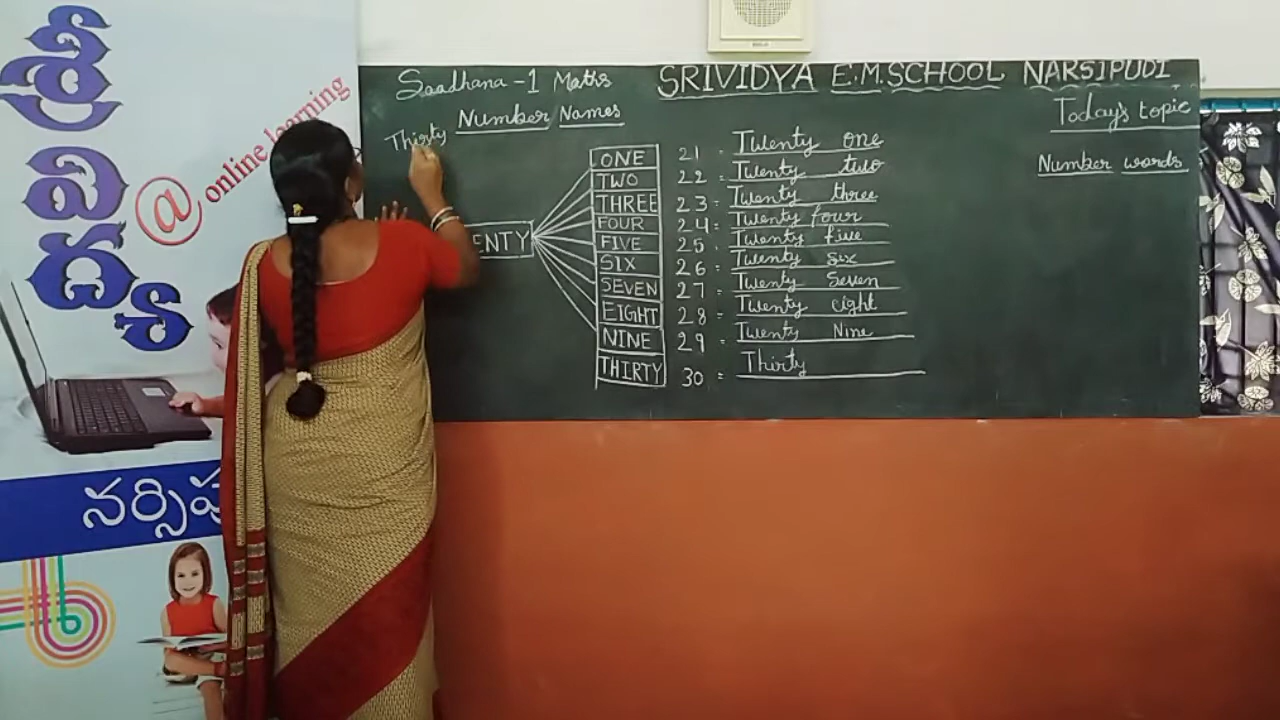 శ్రీ
విద్యా
@ online learning
నర్సిపు
Saadhana - 1 Maths
SRIVIDYA E.M.SCHOOL NARSIPUDI
Number Names
Today's topic
Thirty
Number words
ENTY
ONE
TWO
THREE
FOUR
FIVE
SIX
SEVEN
EIGHT
NINE
THIRTY
21 - Twenty one
22 - Twenty two
23 - Twenty three
24 = Twenty four
25 - Twenty five
26 = Twenty six
27 = Twenty Seven
28 = Twenty eight
29 = Twenty Nine
30 = Thirty